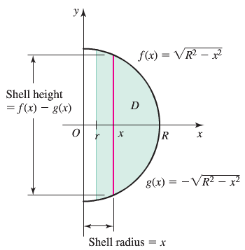 y
f(x) = √R² − x²
Shell height
= f(x) − g(x)
D
O r x R x
g(x) = −√R² − x²
Shell radius = x